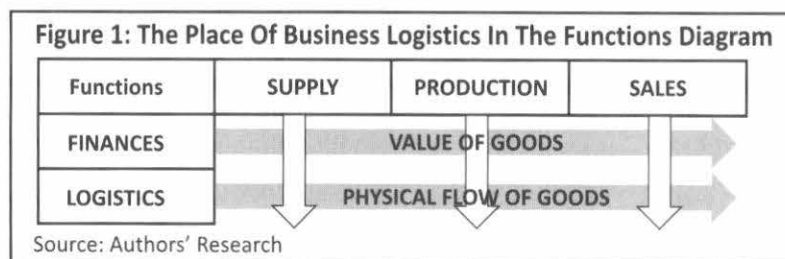 Figure 1: The Place Of Business Logistics In The Functions Diagram
Functions SUPPLY PRODUCTION SALES
FINANCES VALUE OF GOODS
LOGISTICS PHYSICAL FLOW OF GOODS
Source: Authors' Research